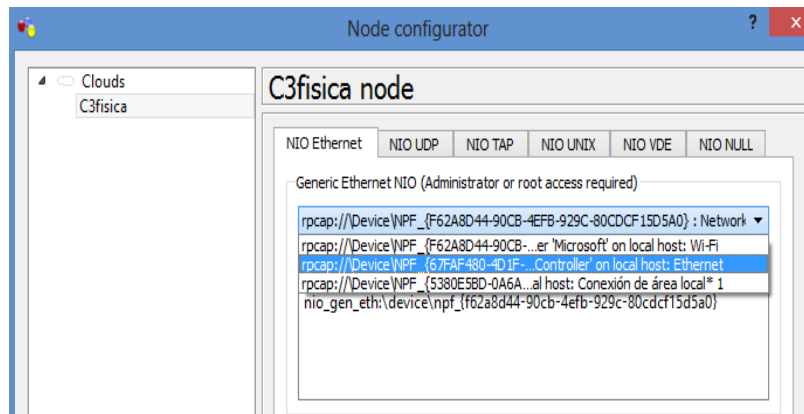 Node configurator
?
x
Clouds
C3fisica
C3fisica node
NIO Ethernet NIO UDP NIO TAP NIO UNIX NIO VDE NIO NULL
Generic Ethernet NIO (Administrator or root access required)
rpcap://\Device\NPF_{F62A8D44-90CB-4EFB-929C-80CDCF15D5A0} : Network
rpcap://\Device\NPF_{F62A8D44-90CB-...er 'Microsoft' on local host: Wi-Fi
rpcap://\Device\NPF_{67FAF480-4D1F-...Controller' on local host: Ethernet
rpcap://\Device\NPF_{5380E5BD-0A6A...al host: Conexión de área local* 1
nio_gen_eth:\device\npf_{f62a8d44-90cb-4efb-929c-80cdcf15d5a0}